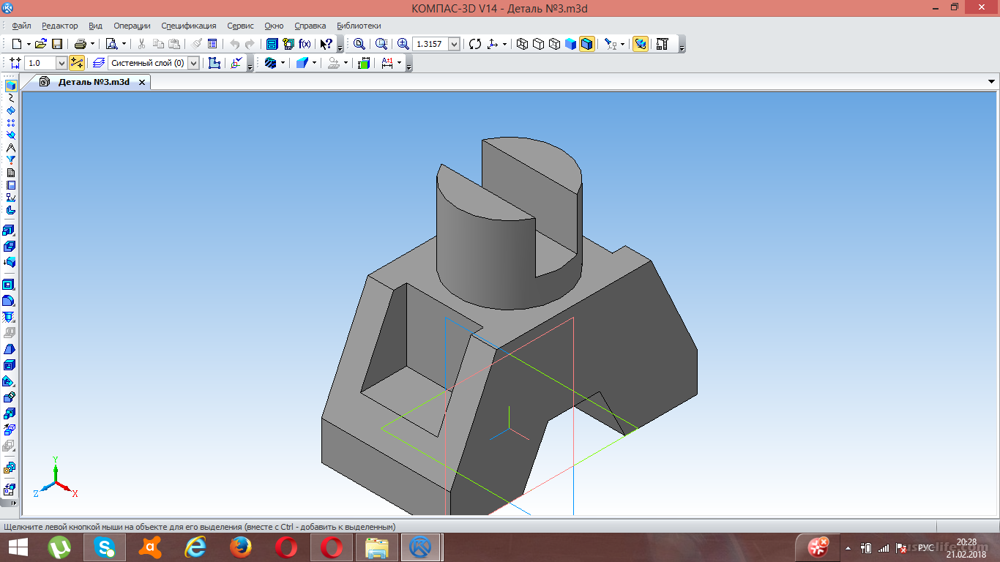 КОМПАС-3D V14 - Деталь №3.m3d
Файл Редактор Вид Операции Спецификация Сервис Окно Справка Библиотеки
f(x) 1.3157
1.0 Системный слой (0)
Деталь №3.m3d
Y
Z X
Щелкните левой кнопкой мыши на объекте для его выделения (вместе с Ctrl - добавить к выделенным)
РУС 20:28
21.02.2018